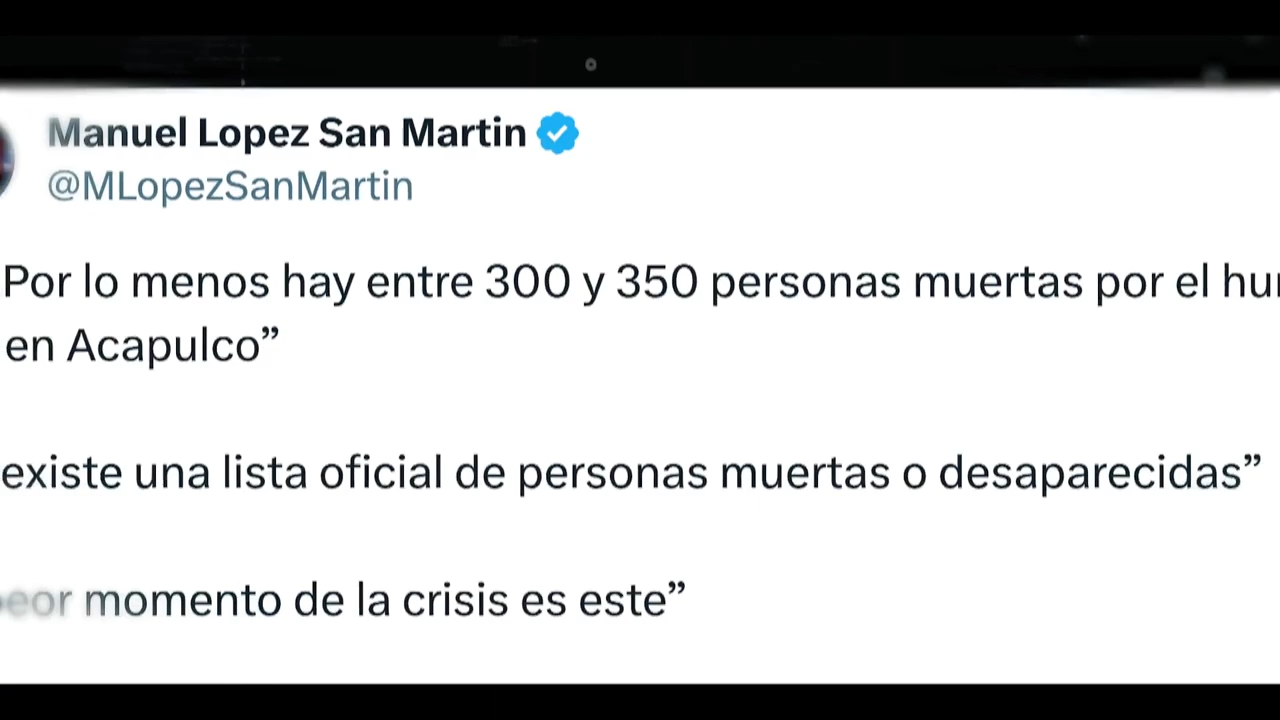 Manuel Lopez San Martin
@MLopezSanMartin
Por lo menos hay entre 300 y 350 personas muertas por el
en Acapulco”
existe una lista oficial de personas muertas o desaparecidas”
momento de la crisis es este”